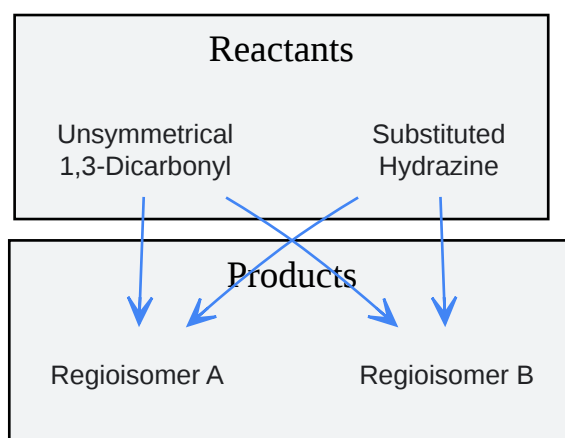 Reactants
Unsymmetrical
1,3-Dicarbonyl
Substituted
Hydrazine
Products
Regioisomer A
Regioisomer B